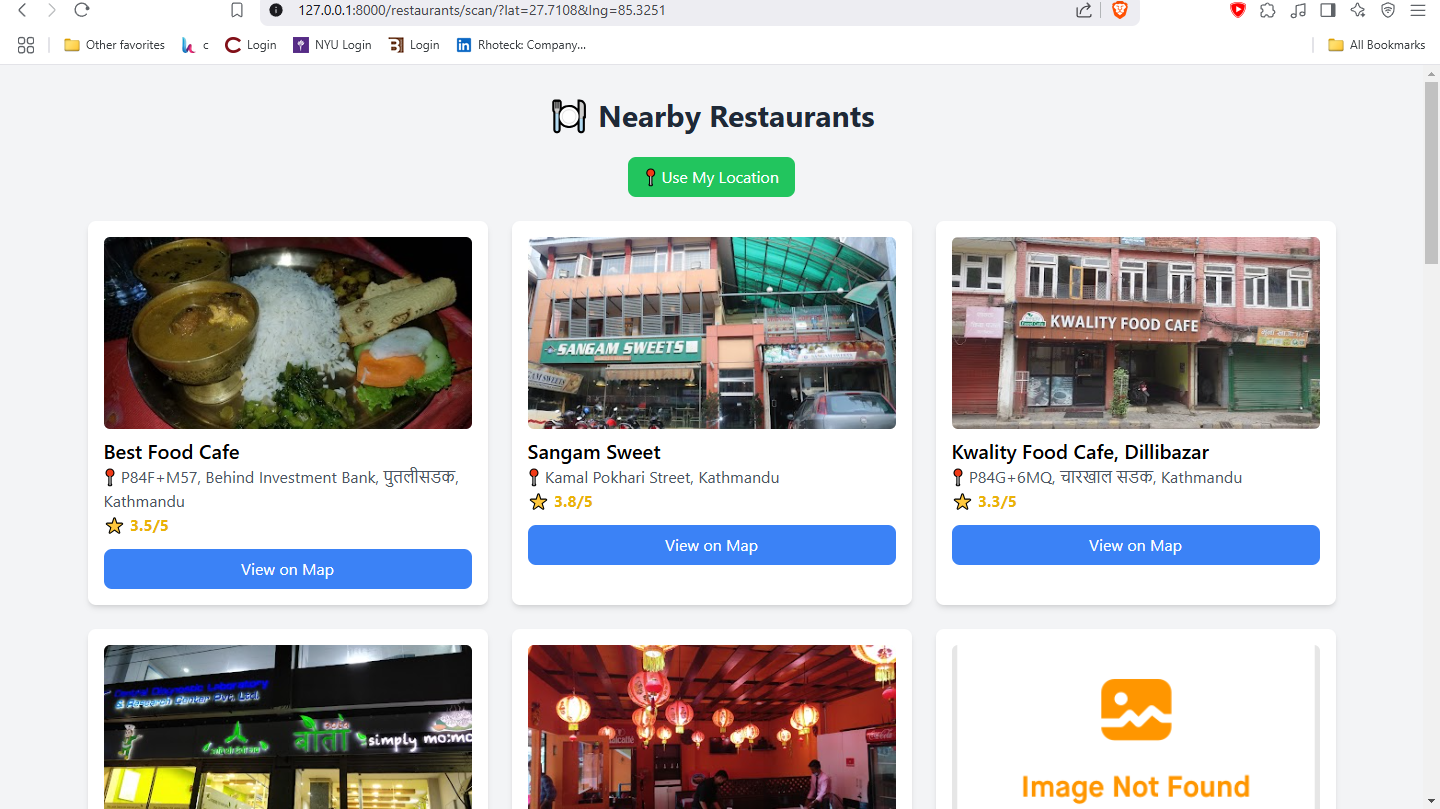 127.0.0.1:8000/restaurants/scan/?lat=27.7108&lng=85.3251
Other favorites
c
Login
NYU Login
Login
Rhoteck: Company...
All Bookmarks
Nearby Restaurants
Use My Location
SANGAM SWEETS
KWALITY FOOD CAFE
Best Food Cafe
P84F+M57, Behind Investment Bank, पुतलीसडक,
Kathmandu
3.5/5
View on Map
Sangam Sweet
Kamal Pokhari Street, Kathmandu
3.8/5
View on Map
Kwality Food Cafe, Dillibazar
P84G+6MQ, चारखाल सडक, Kathmandu
3.3/5
View on Map
& Research Center Pvt. Ltd.
simply mo:mo
Image Not Found